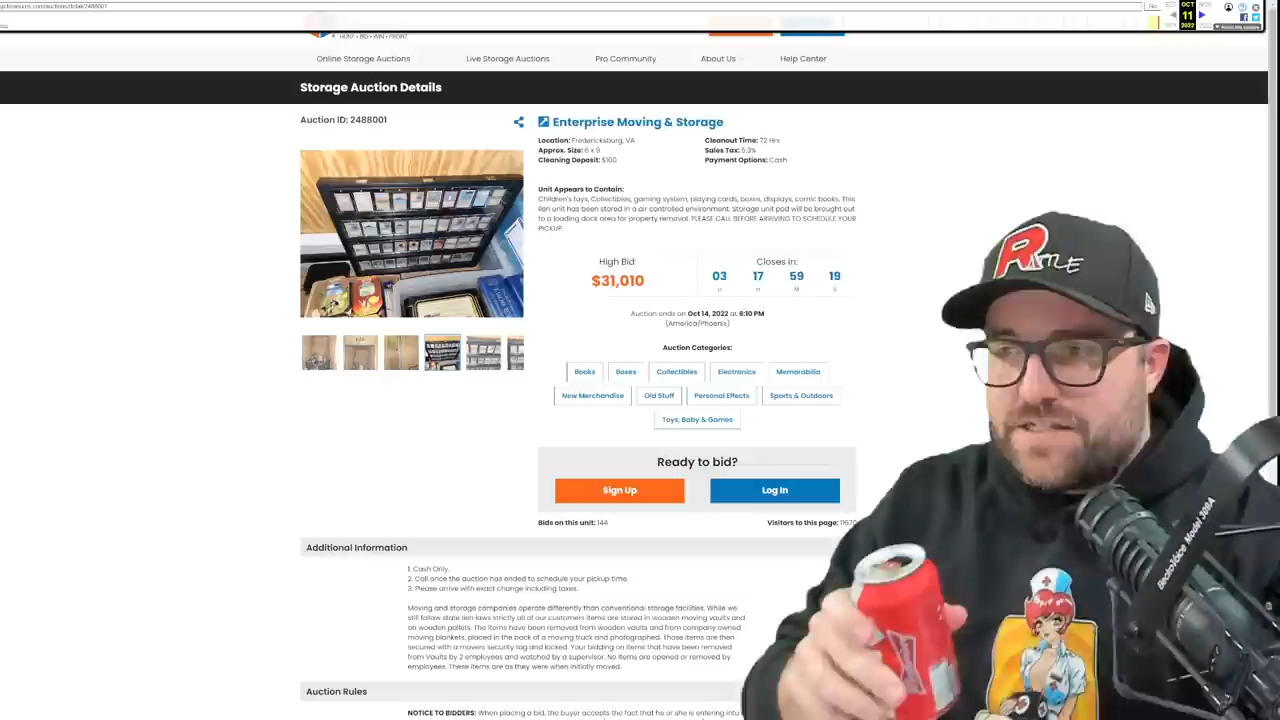 OCT
11
2022
HUNT • BID • WIN • PROFIT
Online Storage Auctions
Live Storage Auctions
Pro Community
About Us
Help Center
Storage Auction Details
Auction ID: 2488001
Enterprise Moving & Storage
Location: Fredericksburg, VA
Cleanout Time: 72 Hrs
Approx. Size: 6 x 9
Sales Tax: 5.3%
Cleaning Deposit: $100
Payment Options: Cash
Unit Appears to Contain:
Children's toys, Collectibles, gaming system, playing cards, boxes, displays, comic books. This
lien unit has been stored in a air controlled environment. Storage unit pod will be brought out
to a loading dock area for property removal. PLEASE CALL BEFORE ARRIVING TO SCHEDULE YOUR
PICKUP.
High Bid:
$31,010
Closes in:
03 17 59 19
D H M S
Auction ends on Oct 14, 2022 at 6:10 PM
(America/Phoenix)
Auction Categories:
Books
Boxes
Collectibles
Electronics
Memorabilia
New Merchandise
Old Stuff
Personal Effects
Sports & Outdoors
Toys, Baby & Games
Ready to bid?
Sign Up
Log In
Bids on this unit: 144
Visitors to this page: 11670
Additional Information
1. Cash Only.
2. Call once the auction has ended to schedule your pickup time.
3. Please arrive with exact change including taxes.
Moving and storage companies operate differently than conventional storage facilities. While we
still follow state lien laws strictly all of our customers items are stored in wooden moving vaults and
on wooden pallets. The items have been removed from wooden vaults and from company owned
moving blankets, placed in the back of a moving truck and photographed. Those items are then
secured with a movers security tag and locked. Your bidding on items that have been removed
from Vaults by 2 employees and watched by a supervisor. No items are opened or removed by
employees. These items are as they were when initially moved.
Auction Rules
NOTICE TO BIDDERS: When placing a bid, the buyer accepts the fact that he or she is entering into